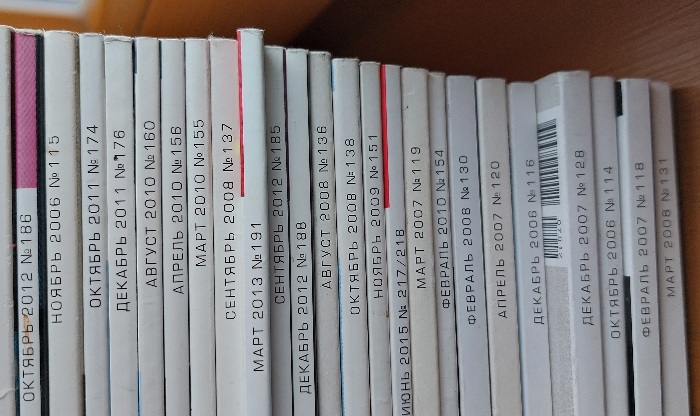 ОКТЯБРЬ 2012 №186
НОЯБРЬ 2006 №115
ОКТЯБРЬ 2011 №174
ДЕКАБРЬ 2011 №176
АВГУСТ 2010 №160
АПРЕЛЬ 2010 №156
МАРТ 2010 №155
СЕНТЯБРЬ 2008 №137
МАРТ 2013 №191
СЕНТЯБРЬ 2012 №185
ДЕКАБРЬ 2012 №188
АВГУСТ 2008 №136
ОКТЯБРЬ 2008 №138
НОЯБРЬ 2009 №151
ИЮНЬ 2015 № 217/218
МАРТ 2007 №119
ФЕВРАЛЬ 2010 №154
ФЕВРАЛЬ 2008 №130
АПРЕЛЬ 2007 №120
ДЕКАБРЬ 2006 №116
ДЕКАБРЬ 2007 №128
ОКТЯБРЬ 2006 №114
ФЕВРАЛЬ 2007 №118
МАРТ 2008 №131